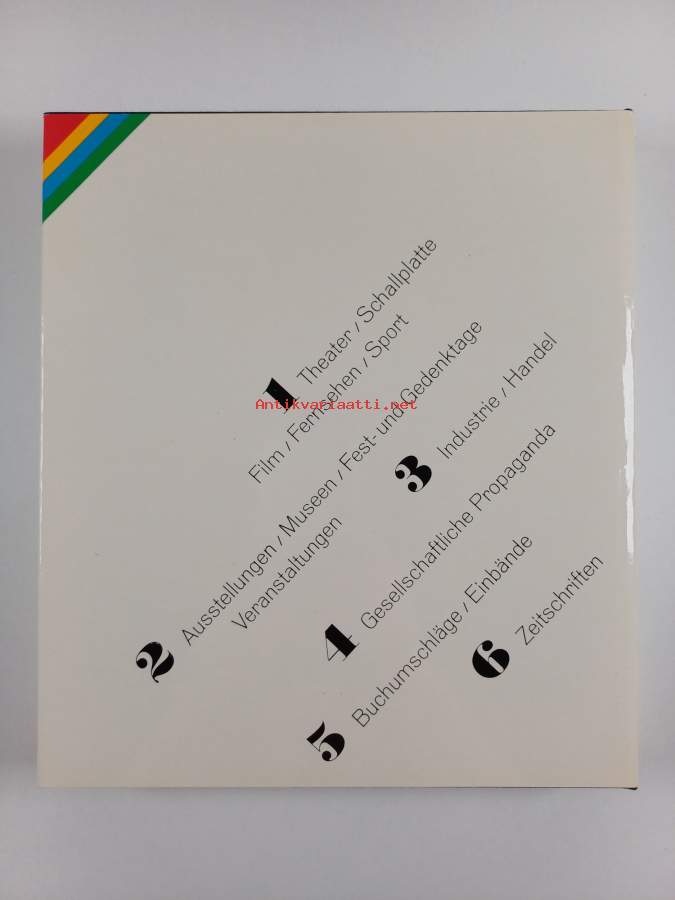 1 Theater / Schallplatte
Film / Fernsehen / Sport
Antikvariaatti.net
2 Ausstellungen / Museen / Fest- und Gedenktage
Veranstaltungen
3 Industrie / Handel
4 Gesellschaftliche Propaganda
5 Buchumschläge / Einbände
6 Zeitschriften